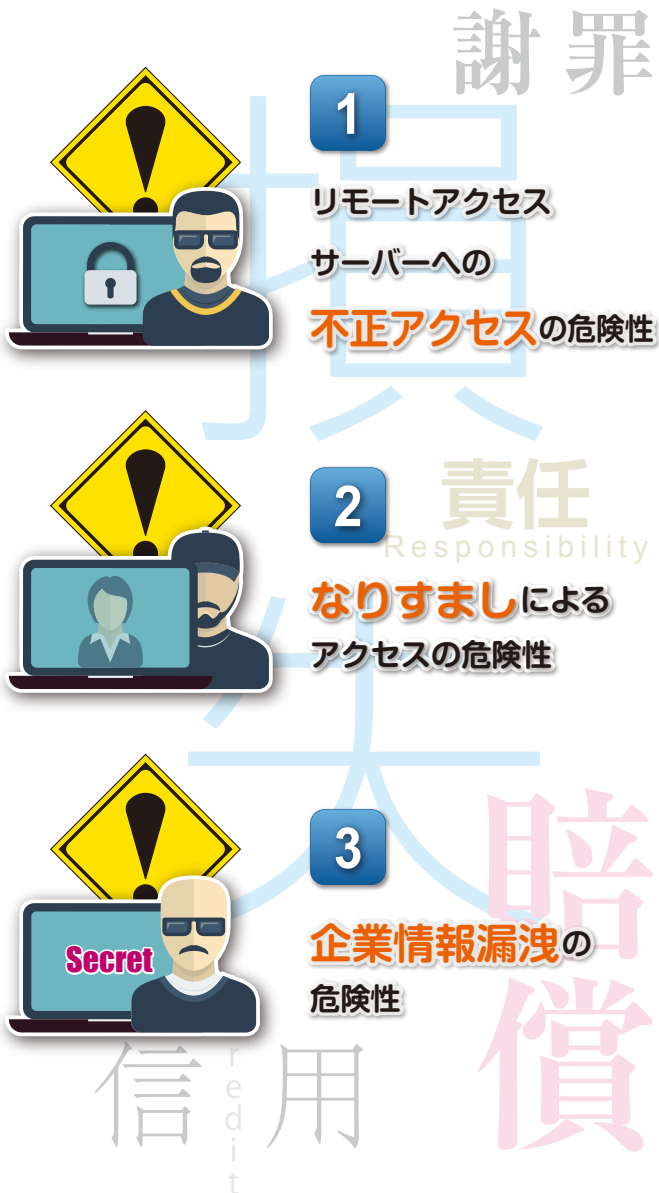 謝罪
損失
1
リモートアクセス
サーバーへの
不正アクセスの危険性
責任
Responsibility
2
なりすましによる
アクセスの危険性
3
Secret
企業情報漏洩の
危険性
賠償
信用
redit